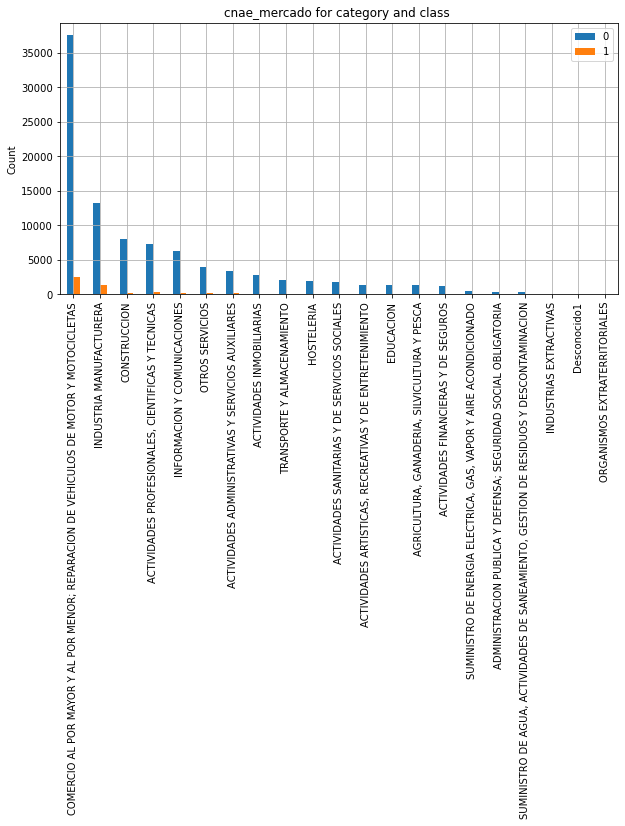 cnae_mercado for category and class
0
1
Count
35000
30000
25000
20000
15000
10000
5000
0
COMERCIO AL POR MAYOR Y AL POR MENOR; REPARACION DE VEHICULOS DE MOTOR Y MOTOCICLETAS
INDUSTRIA MANUFACTURERA
CONSTRUCCION
ACTIVIDADES PROFESIONALES, CIENTIFICAS Y TECNICAS
INFORMACION Y COMUNICACIONES
OTROS SERVICIOS
ACTIVIDADES ADMINISTRATIVAS Y SERVICIOS AUXILIARES
ACTIVIDADES INMOBILIARIAS
TRANSPORTE Y ALMACENAMIENTO
HOSTELERIA
ACTIVIDADES SANITARIAS Y DE SERVICIOS SOCIALES
ACTIVIDADES ARTISTICAS, RECREATIVAS Y DE ENTRETENIMIENTO
EDUCACION
AGRICULTURA, GANADERIA, SILVICULTURA Y PESCA
ACTIVIDADES FINANCIERAS Y DE SEGUROS
SUMINISTRO DE ENERGIA ELECTRICA, GAS, VAPOR Y AIRE ACONDICIONADO
ADMINISTRACION PUBLICA Y DEFENSA; SEGURIDAD SOCIAL OBLIGATORIA
SUMINISTRO DE AGUA, ACTIVIDADES DE SANEAMIENTO, GESTION DE RESIDUOS Y DESCONTAMINACION
INDUSTRIAS EXTRACTIVAS
Desconocido1
ORGANISMOS EXTRATERRITORIALES